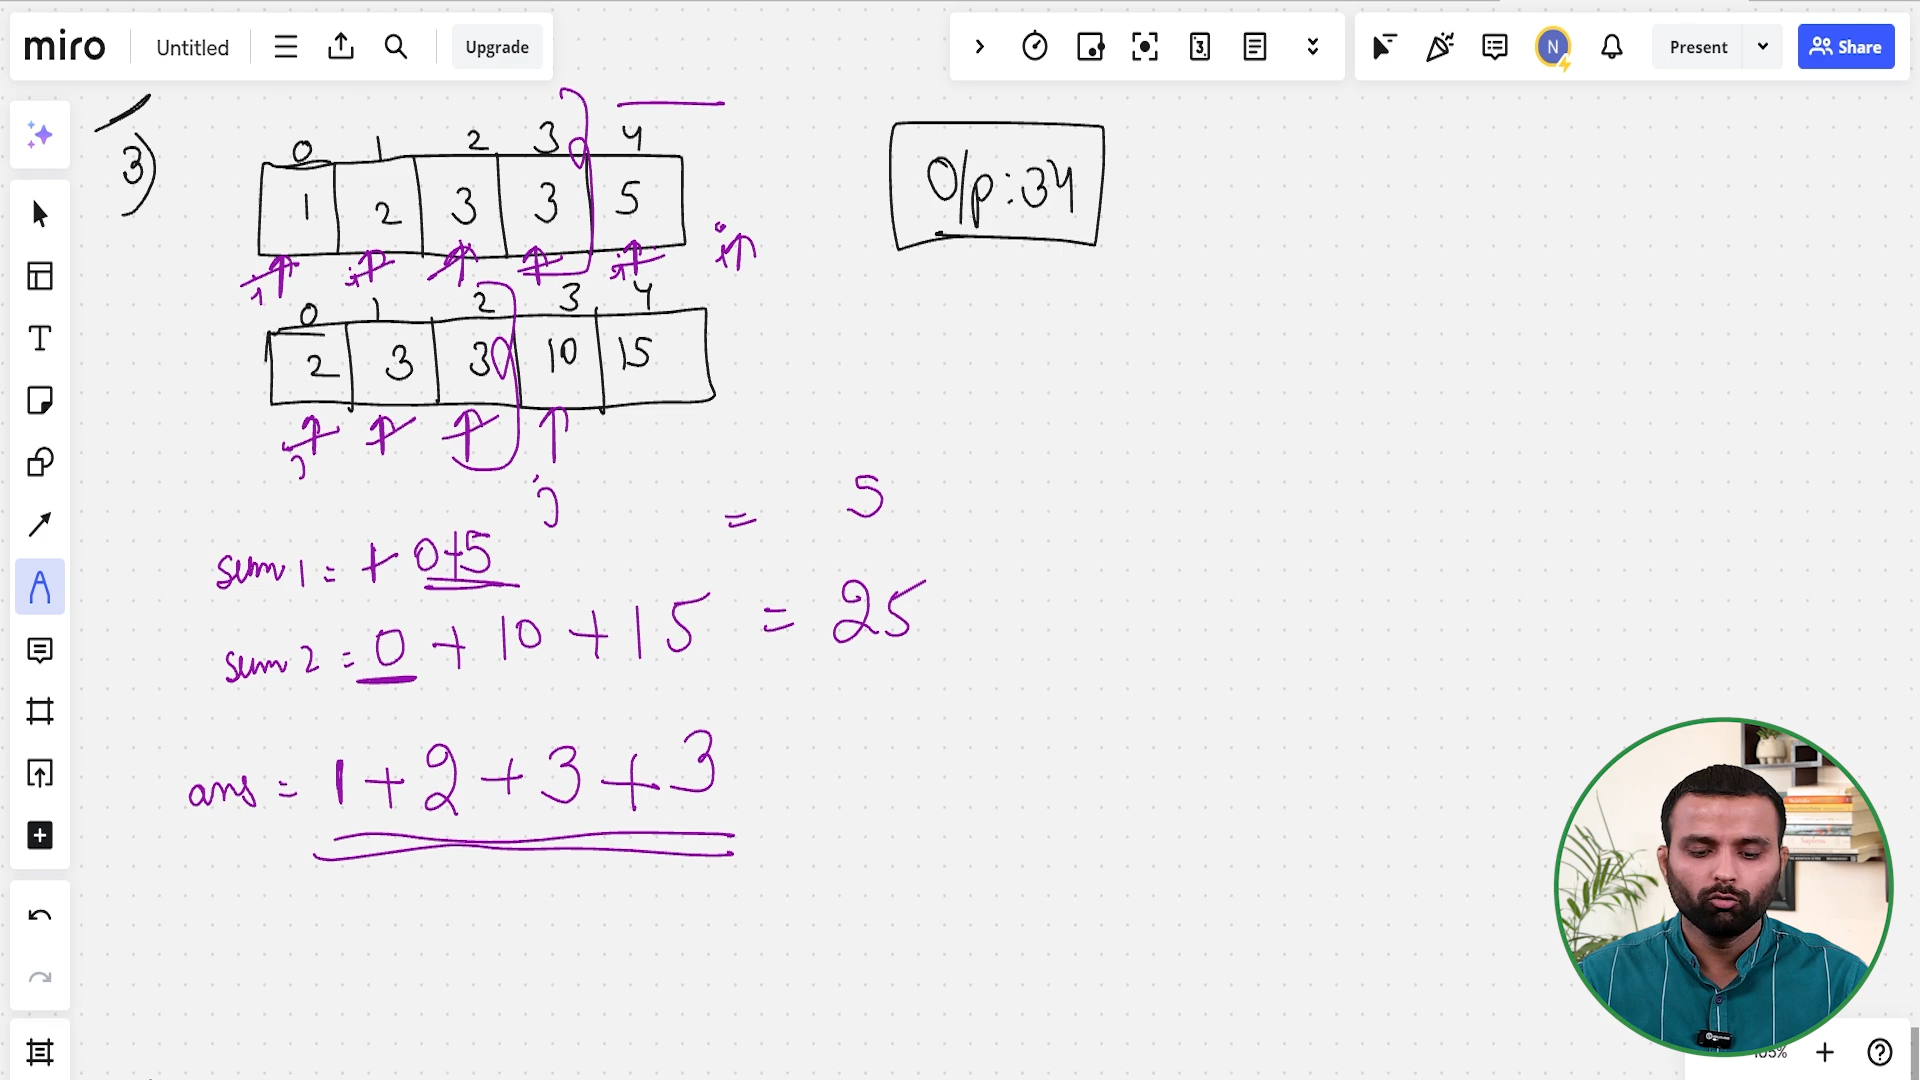 miro Untitled Upgrade 3 N Present Share
3)
0 1 2 3 4
1 2 3 3 5
i i i i
O/p : 34
0 1 2 3 4
2 3 3 10 15
j j
sum 1 = + 0+5 = 5
sum 2 = 0 + 10 + 15 = 25
ans = 1 + 2 + 3 + 3